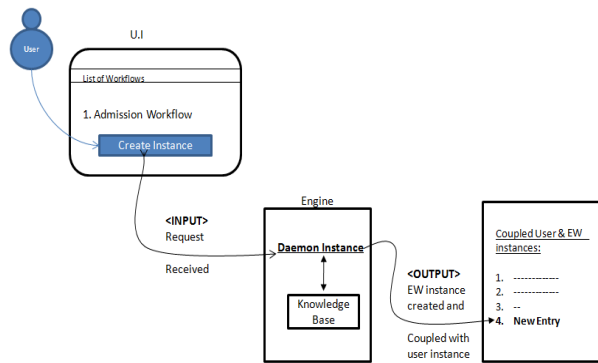 U.I
User
List of Workflows
1. Admission Workflow
Create Instance
Engine
<INPUT>
Request
Received
Daemon Instance
Knowledge
Base
<OUTPUT>
EW instance
created and
Coupled with
user instance
Coupled User & EW
instances:
1. -------------
2. -------------
3. --
4. New Entry